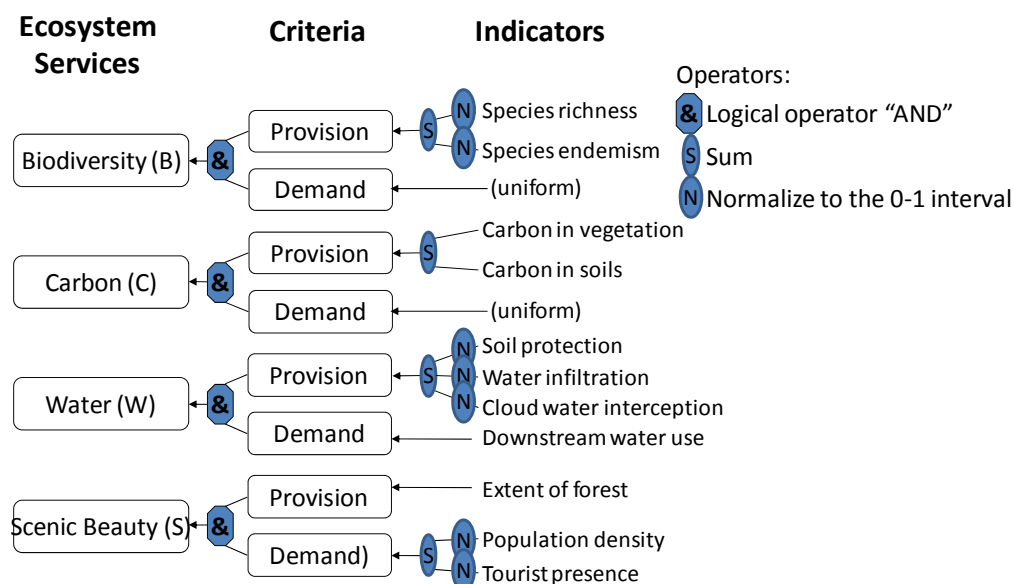 Ecosystem Services
Criteria
Indicators
Operators:
& Logical operator “AND”
S Sum
N Normalize to the 0-1 interval
Biodiversity (B)
&
Provision
S
N Species richness
N Species endemism
Demand
(uniform)
Carbon (C)
&
Provision
S
Carbon in vegetation
Carbon in soils
Demand
(uniform)
Water (W)
&
Provision
S
N Soil protection
N Water infiltration
N Cloud water interception
Demand
Downstream water use
Scenic Beauty (S)
&
Provision
Extent of forest
Demand)
S
N Population density
N Tourist presence